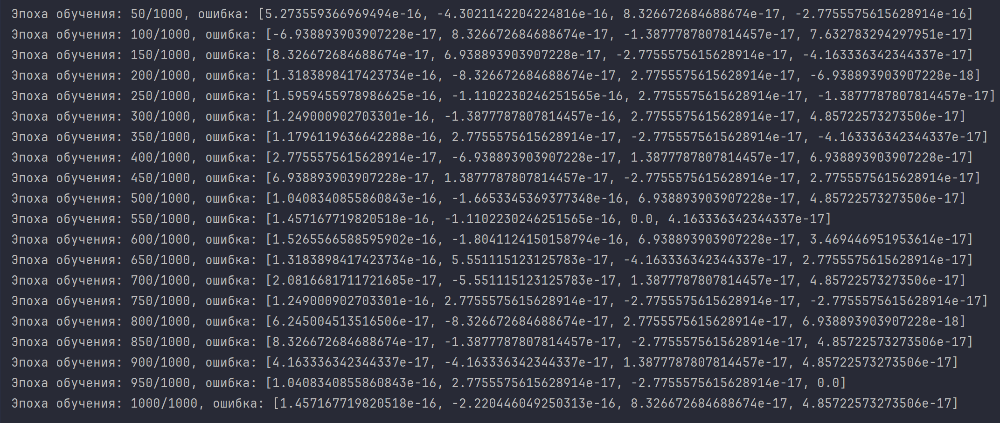 Эпоха обучения: 50/1000, ошибка: [5.273559366969494e-16, -4.3021142204224816e-16, 8.326672684688674e-17, -2.7755575615628914e-16]
Эпоха обучения: 100/1000, ошибка: [-6.938893903907228e-17, 8.326672684688674e-17, -1.3877787807814457e-17, 7.632783294297951e-17]
Эпоха обучения: 150/1000, ошибка: [8.326672684688674e-17, 6.938893903907228e-17, -2.7755575615628914e-17, -4.163336342344337e-17]
Эпоха обучения: 200/1000, ошибка: [1.3183898417423734e-16, -8.326672684688674e-17, 2.7755575615628914e-17, -6.938893903907228e-18]
Эпоха обучения: 250/1000, ошибка: [1.5959455978986625e-16, -1.1102230246251565e-16, 2.7755575615628914e-17, -1.3877787807814457e-17]
Эпоха обучения: 300/1000, ошибка: [1.249000902703301e-16, -1.3877787807814457e-16, 2.7755575615628914e-17, 4.85722573273506e-17]
Эпоха обучения: 350/1000, ошибка: [1.1796119636642288e-16, 2.7755575615628914e-17, -2.7755575615628914e-17, -4.163336342344337e-17]
Эпоха обучения: 400/1000, ошибка: [2.7755575615628914e-17, -6.938893903907228e-17, 1.3877787807814457e-17, 6.938893903907228e-17]
Эпоха обучения: 450/1000, ошибка: [6.938893903907228e-17, 1.3877787807814457e-17, -2.7755575615628914e-17, 2.7755575615628914e-17]
Эпоха обучения: 500/1000, ошибка: [1.0408340855860843e-16, -1.6653345369377348e-16, 6.938893903907228e-17, 4.85722573273506e-17]
Эпоха обучения: 550/1000, ошибка: [1.457167719820518e-16, -1.1102230246251565e-16, 0.0, 4.163336342344337e-17]
Эпоха обучения: 600/1000, ошибка: [1.5265566588595902e-16, -1.8041124150158794e-16, 6.938893903907228e-17, 3.469446951953614e-17]
Эпоха обучения: 650/1000, ошибка: [1.3183898417423734e-16, 5.551115123125783e-17, -4.163336342344337e-17, 2.7755575615628914e-17]
Эпоха обучения: 700/1000, ошибка: [2.0816681711721685e-17, -5.551115123125783e-17, 1.3877787807814457e-17, 4.85722573273506e-17]
Эпоха обучения: 750/1000, ошибка: [1.249000902703301e-16, 2.7755575615628914e-17, -2.7755575615628914e-17, -2.7755575615628914e-17]
Эпоха обучения: 800/1000, ошибка: [6.245004513516506e-17, -8.326672684688674e-17, 2.7755575615628914e-17, 6.938893903907228e-18]
Эпоха обучения: 850/1000, ошибка: [8.326672684688674e-17, -1.3877787807814457e-17, -2.7755575615628914e-17, 4.85722573273506e-17]
Эпоха обучения: 900/1000, ошибка: [4.163336342344337e-17, -4.163336342344337e-17, 1.3877787807814457e-17, 4.85722573273506e-17]
Эпоха обучения: 950/1000, ошибка: [1.0408340855860843e-16, 2.7755575615628914e-17, -2.7755575615628914e-17, 0.0]
Эпоха обучения: 1000/1000, ошибка: [1.457167719820518e-16, -2.220446049250313e-16, 8.326672684688674e-17, 4.85722573273506e-17]